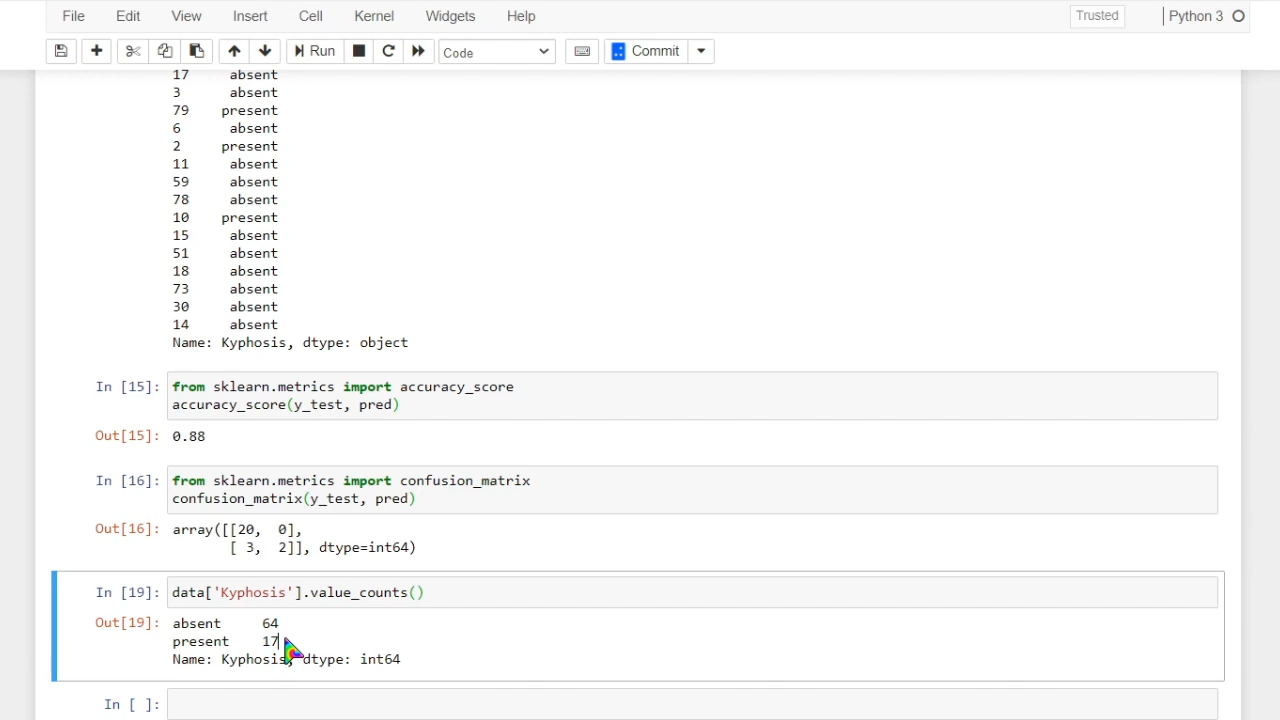 File Edit View Insert Cell Kernel Widgets Help Trusted Python 3
Run Code Commit
17 absent
3 absent
79 present
6 absent
2 present
11 absent
59 absent
78 absent
10 present
15 absent
51 absent
18 absent
73 absent
30 absent
14 absent
Name: Kyphosis, dtype: object
In [15]: from sklearn.metrics import accuracy_score
accuracy_score(y_test, pred)
Out[15]: 0.88
In [16]: from sklearn.metrics import confusion_matrix
confusion_matrix(y_test, pred)
Out[16]: array([[20, 0],
[ 3, 2]], dtype=int64)
In [19]: data['Kyphosis'].value_counts()
Out[19]: absent 64
present 17
Name: Kyphosis, dtype: int64
In [ ]: